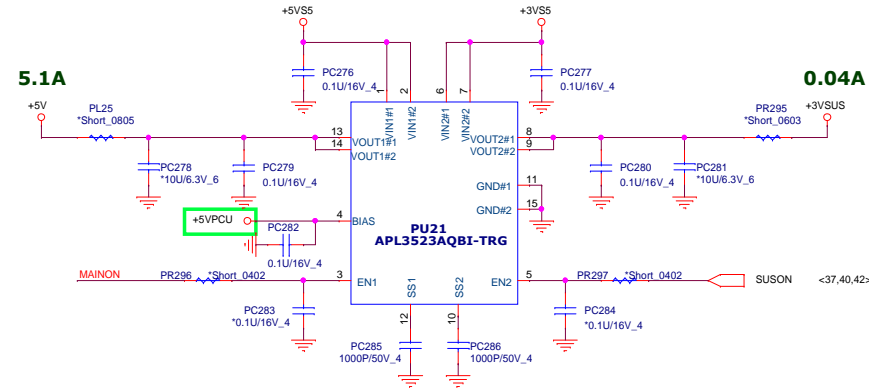 +5VS5
+3VS5
5.1A
0.04A
PC276
0.1U/16V_4
PC277
0.1U/16V_4
+5V
PL25
*Short_0805
PR295
*Short_0603
+3VSUS
1
2
6
7
VIN1#1
VIN1#2
VIN2#1
VIN2#2
13
VOUT1#1
14
VOUT1#2
8
VOUT2#1
9
VOUT2#2
PC278
*10U/6.3V_6
PC279
0.1U/16V_4
PC280
0.1U/16V_4
PC281
*10U/6.3V_6
11
GND#1
15
GND#2
+5VPCU
4
BIAS
PC282
0.1U/16V_4
PU21
APL3523AQBI-TRG
MAINON
PR296
*Short_0402
3
EN1
SS1
SS2
EN2
5
PR297
*Short_0402
SUSON
<37,40,42>
PC283
*0.1U/16V_4
12
10
PC284
*0.1U/16V_4
PC285
1000P/50V_4
PC286
1000P/50V_4